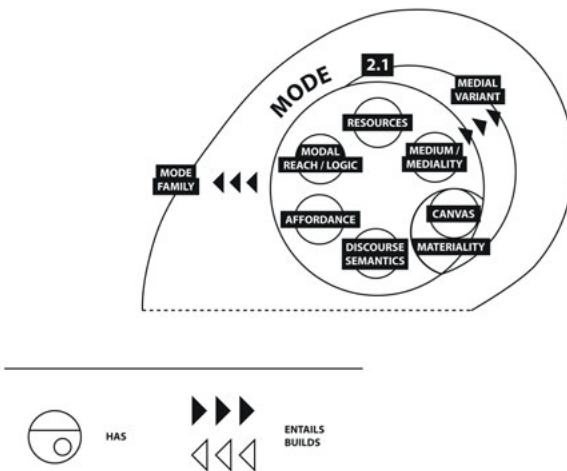 MODE
2.1
MEDIAL
VARIANT
RESOURCES
MODAL
REACH / LOGIC
MEDIUM /
MEDIALITY
MODE
FAMILY
AFFORDANCE
CANVAS
DISCOURSE
SEMANTICS
MATERIALITY
HAS
ENTAILS
BUILDS